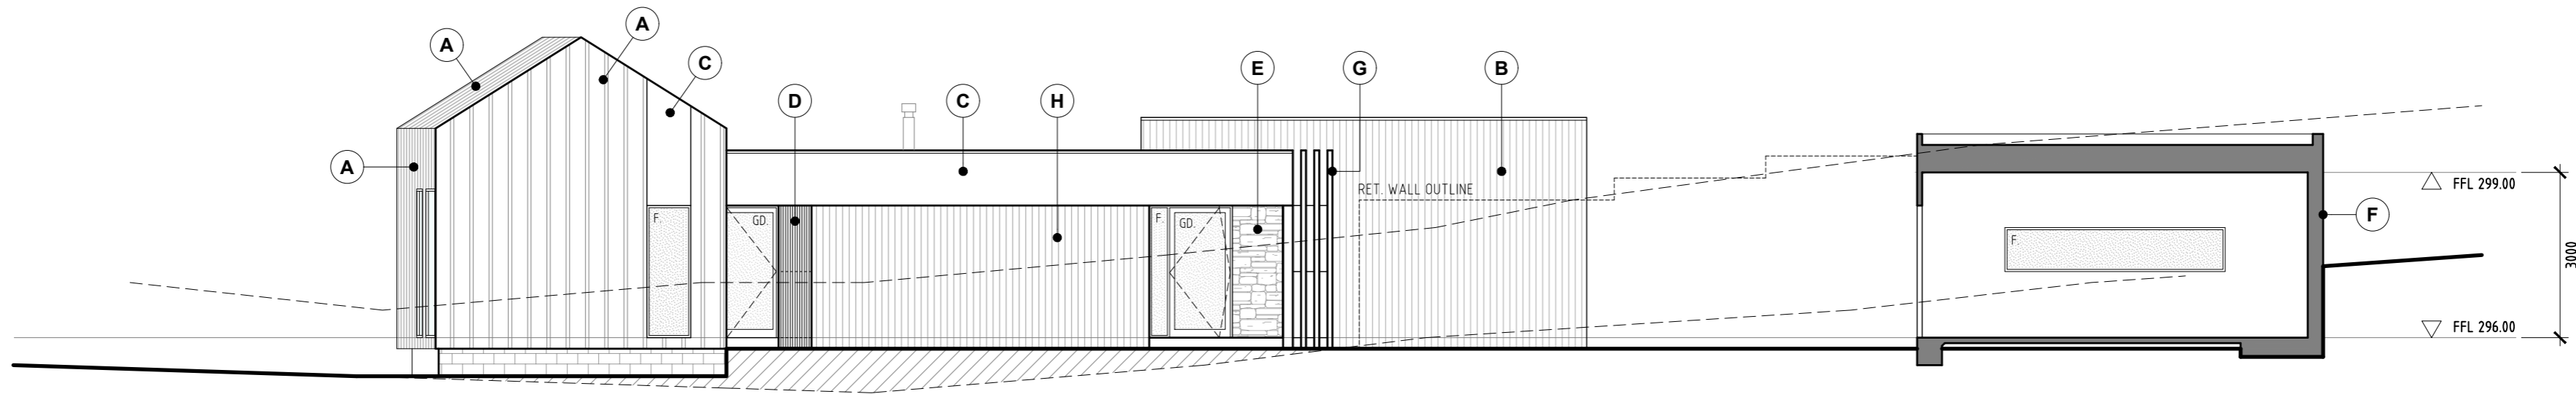 A
A
C
A
D
C
H
E
G
B
RET. WALL OUTLINE
F.
GD.
F.
GD.
F.
F
FFL 299.00
3000
FFL 296.00